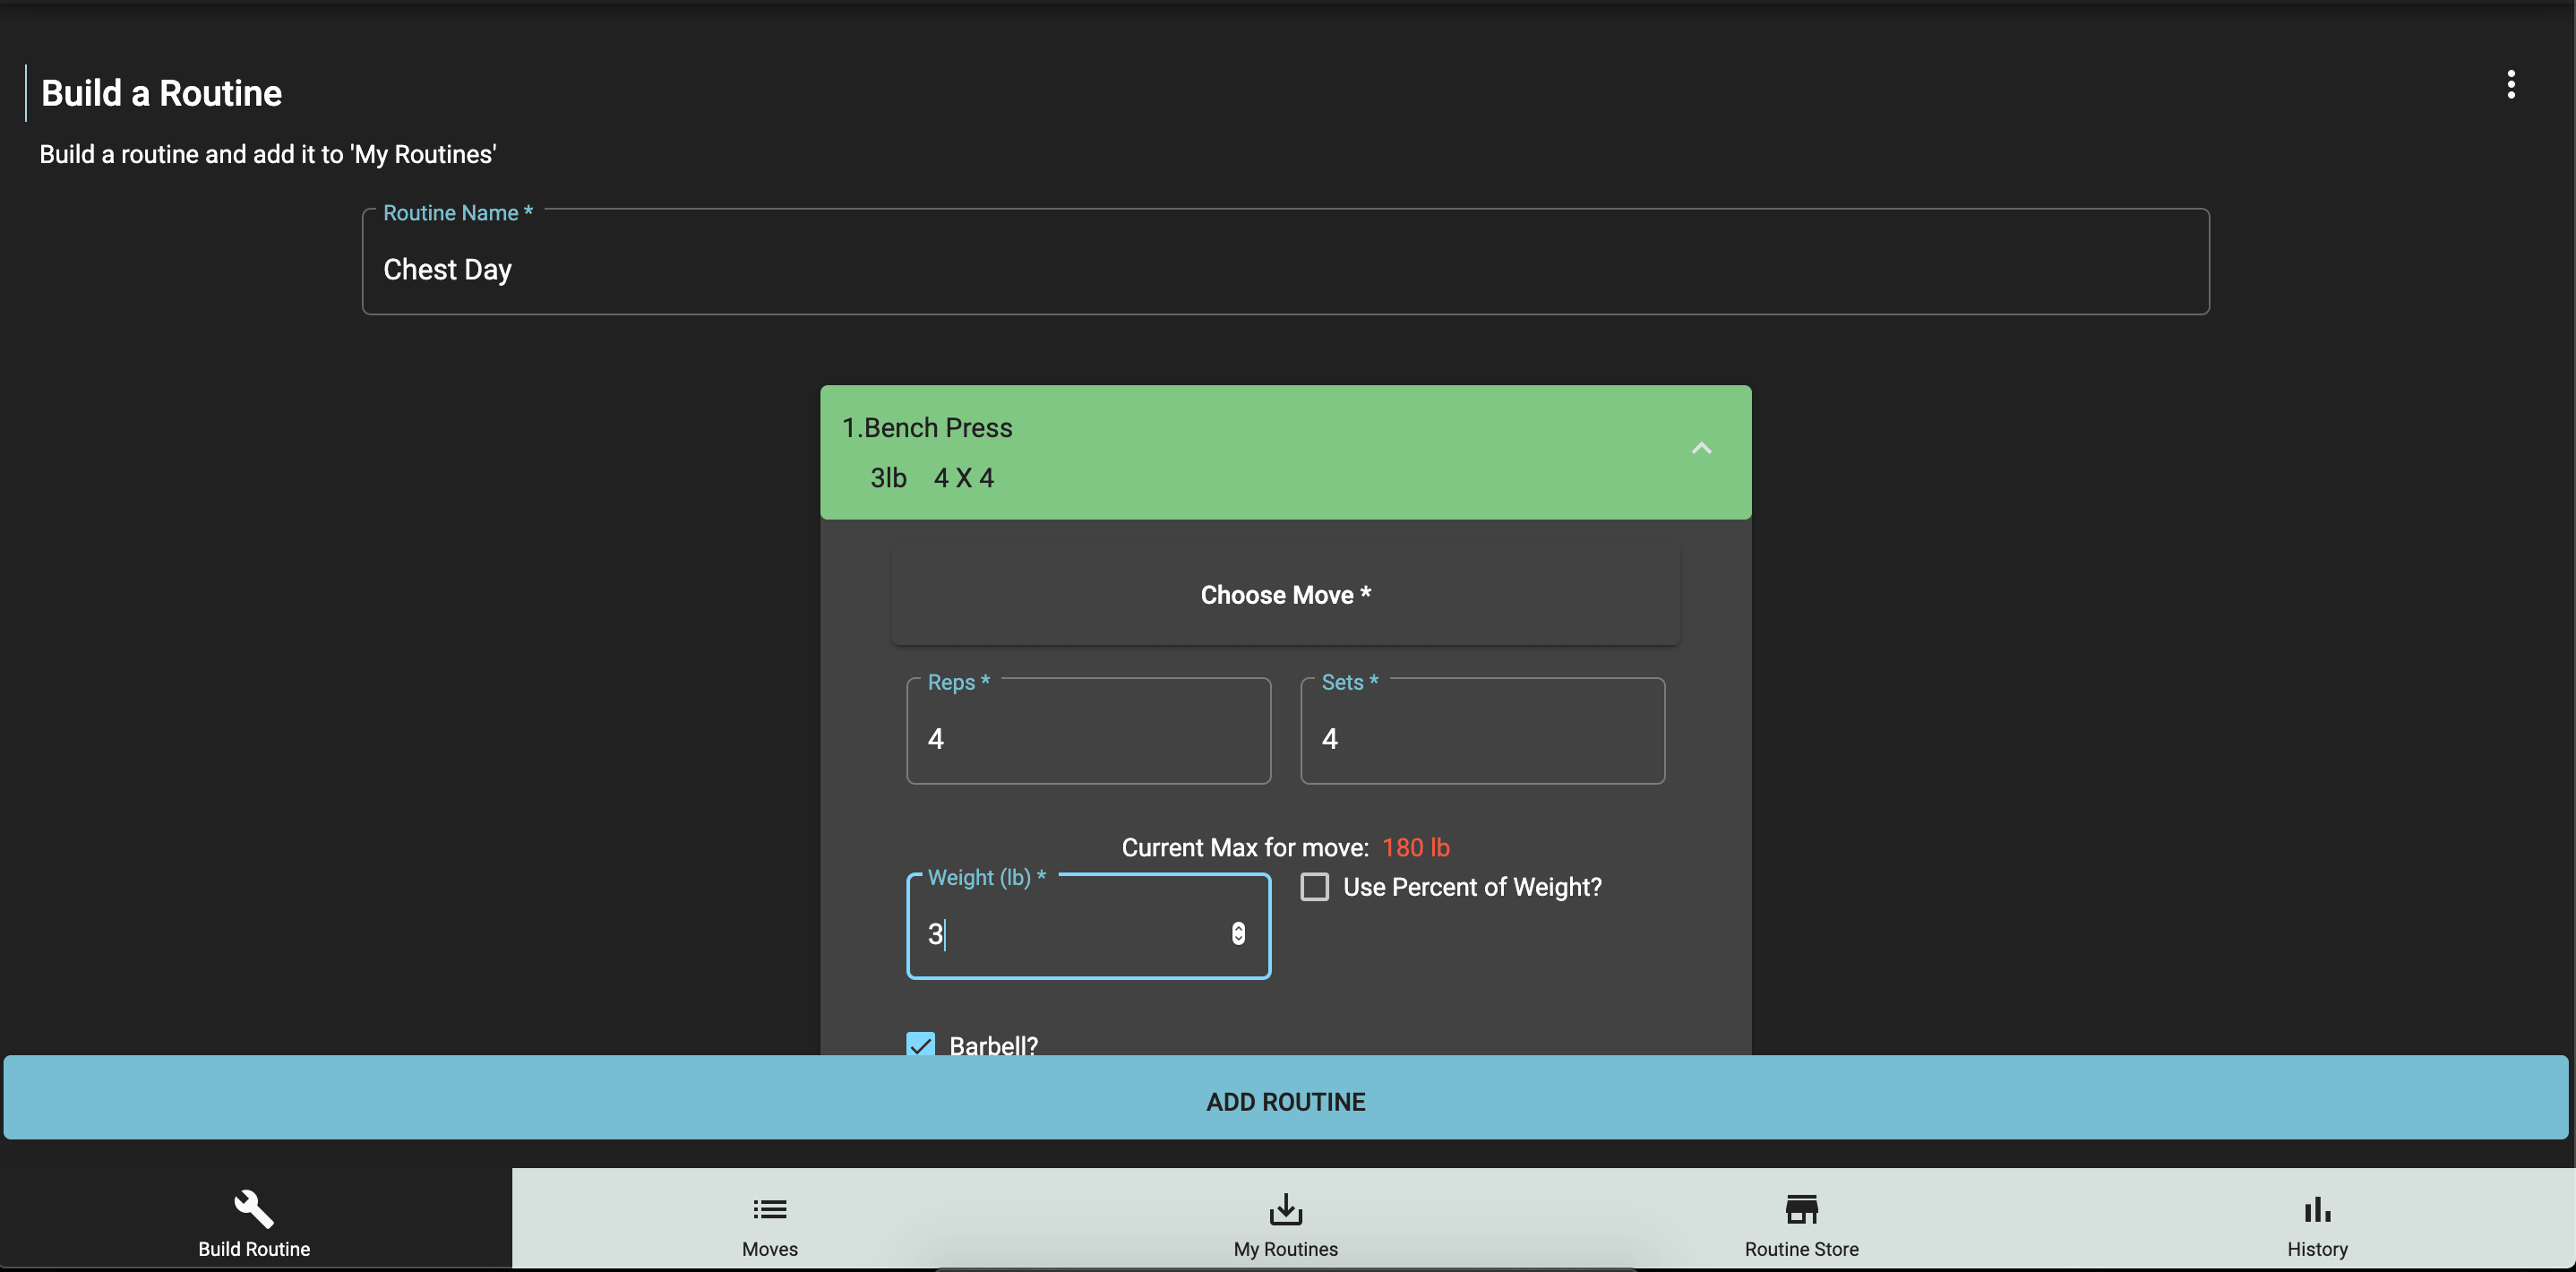 Build a Routine
Build a routine and add it to 'My Routines'
Routine Name *
Chest Day
1.Bench Press
3lb 4 X 4
Choose Move *
Reps * Sets *
4 4
Current Max for move: 180 lb
Weight (lb) * Use Percent of Weight?
3
Barbell?
ADD ROUTINE
Build Routine Moves My Routines Routine Store History